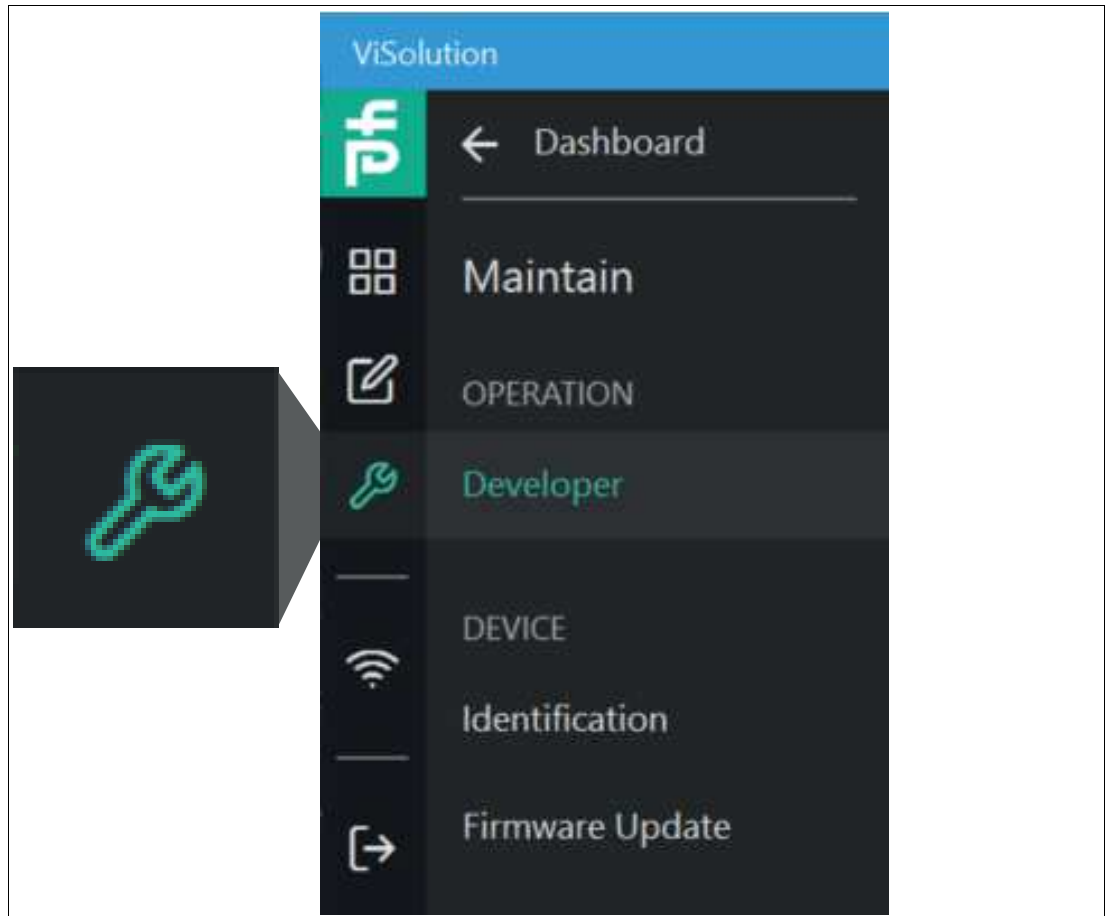 ViSolution
Dashboard
Maintain
OPERATION
Developer
DEVICE
Identification
Firmware Update